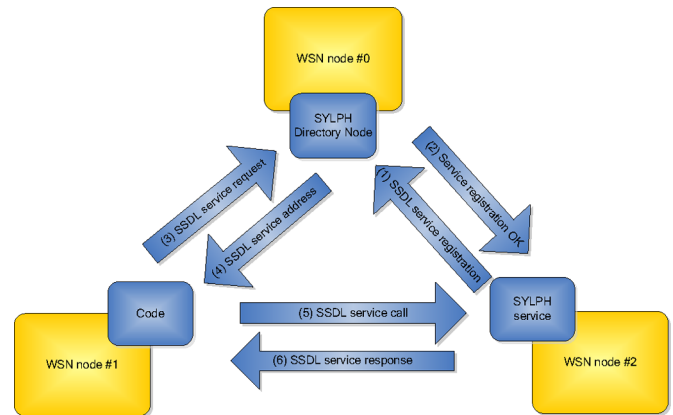 WSN node #0
SYLPH
Directory Node
(1) SSDL service registration
(2) Service registration OK
(3) SSDL service request
(4) SSDL service address
Code
WSN node #1
(5) SSDL service call
(6) SSDL service response
SYLPH
service
WSN node #2